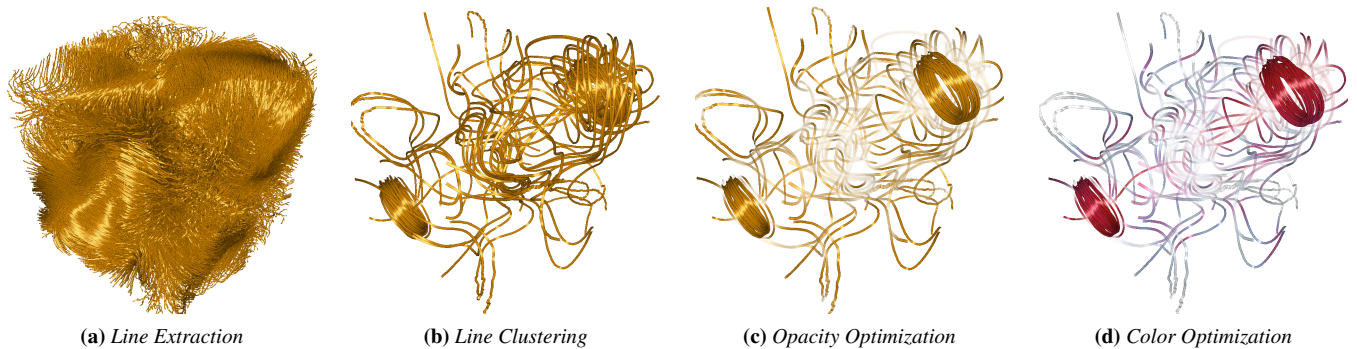 (a) Line Extraction
(b) Line Clustering
(c) Opacity Optimization
(d) Color Optimization